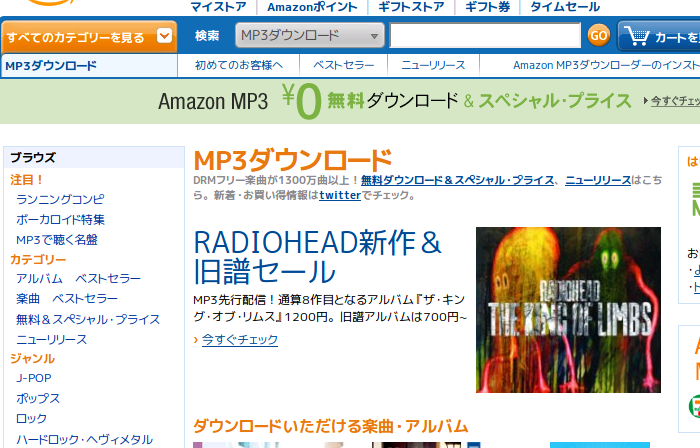 マイストア Amazonポイント ギフトストア ギフト券 タイムセール
すべてのカテゴリーを見る 検索 MP3ダウンロード GO カートを
MP3ダウンロード 初めてのお客様へ ベストセラー ニューリリース Amazon MP3ダウンローダーのインスト
Amazon MP3 ¥0 無料ダウンロード & スペシャル・プライス 今すぐチェッ
ブラウズ
注目！
ランニングコンピ
ボーカロイド特集
MP3で聴く名盤
カテゴリー
アルバム ベストセラー
楽曲 ベストセラー
無料&スペシャル・プライス
ニューリリース
ジャンル
J-POP
ポップス
ロック
ハードロック・ヘヴィメタル
MP3ダウンロード
DRMフリー楽曲が1300万曲以上！無料ダウンロード&スペシャル・プライス、ニューリリースはこち
ら。新着・お買い得情報はtwitterでチェック。
RADIOHEAD新作＆
旧譜セール
MP3先行配信！通算8作目となるアルバム『ザ・キン
グ・オブ・リムス』1200円。旧譜アルバムは700円~
今すぐチェック
RADIOHEAD
THE KING OF LIMBS
ダウンロードいただける楽曲・アルバム
は
お